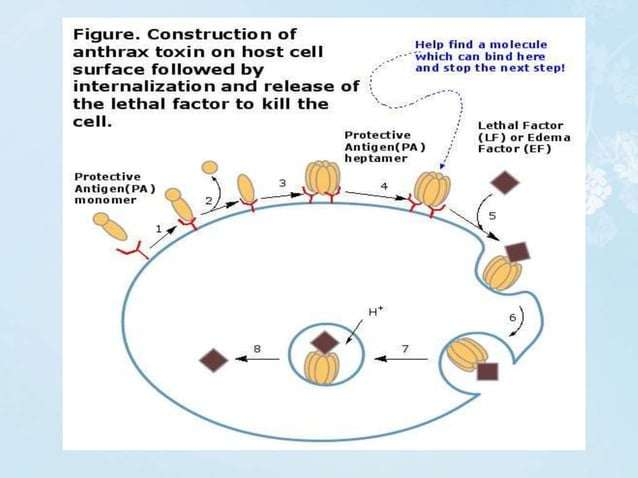 Figure. Construction of
anthrax toxin on host cell
surface followed by
internalization and release of
the lethal factor to kill the
cell.
Help find a molecule
which can bind here
and stop the next step!
Protective
Antigen(PA)
heptamer
Lethal Factor
(LF) or Edema
Factor (EF)
Protective
Antigen(PA)
monomer
1
2
3
4
5
6
H+
7
8